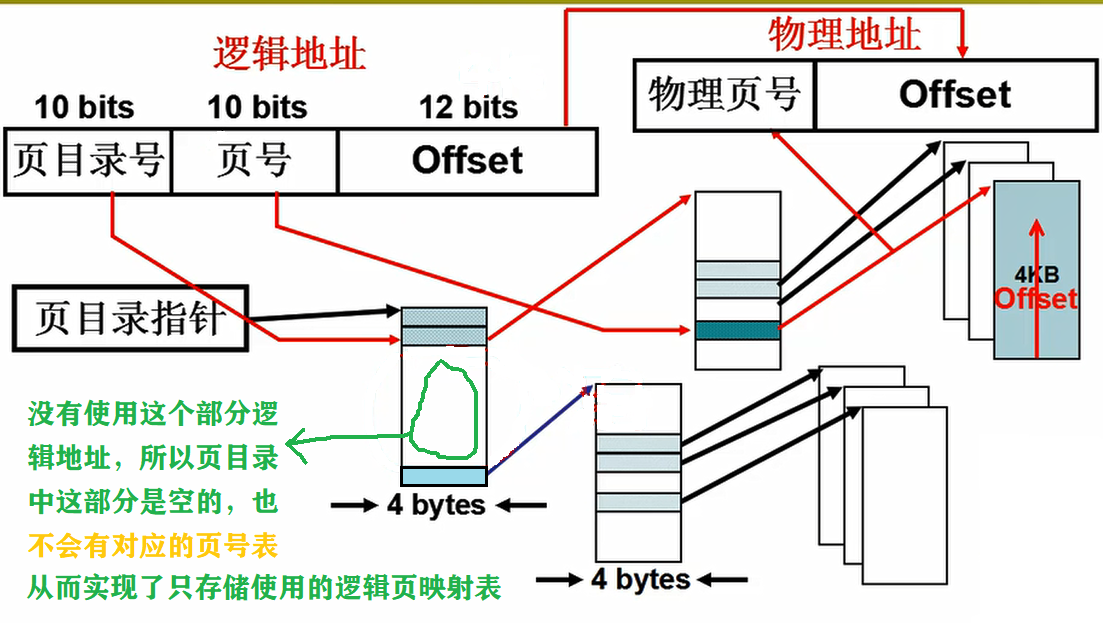 逻辑地址
物理地址
10 bits
10 bits
12 bits
页目录号
页号
Offset
物理页号
Offset
页目录指针
4KB
Offset
没有使用这个部分逻
辑地址，所以页目录
中这部分是空的，也
不会有对应的页号表
从而实现了只存储使用的逻辑页映射表
4 bytes
4 bytes